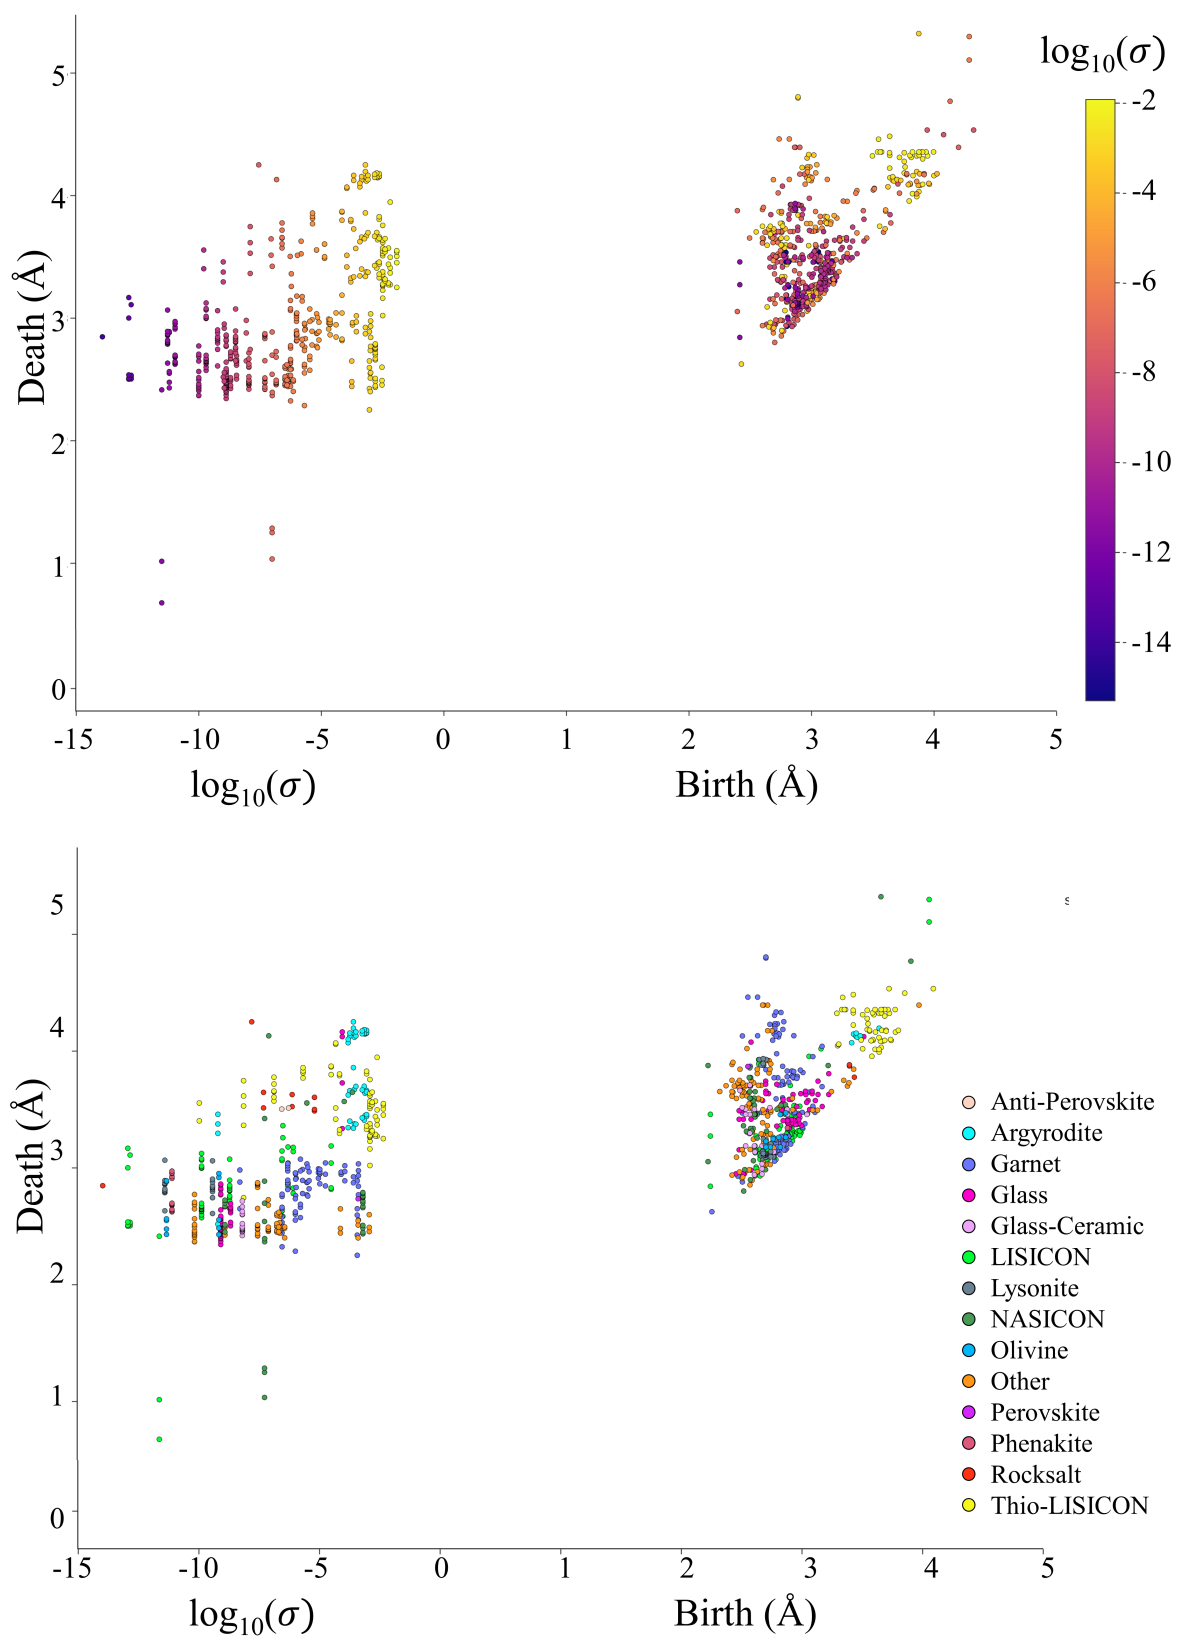 log10(σ)
5
4
3
2
1
0
Death (Å)
-2
-4
-6
-8
-10
-12
-14
-15 -10 -5 0 1 2 3 4 5
log10(σ) Birth (Å)
5
4
3
2
1
0
Death (Å)
s
Anti-Perovskite
Argyrodite
Garnet
Glass
Glass-Ceramic
LISICON
Lysonite
NASICON
Olivine
Other
Perovskite
Phenakite
Rocksalt
Thio-LISICON
-15 -10 -5 0 1 2 3 4 5
log10(σ) Birth (Å)